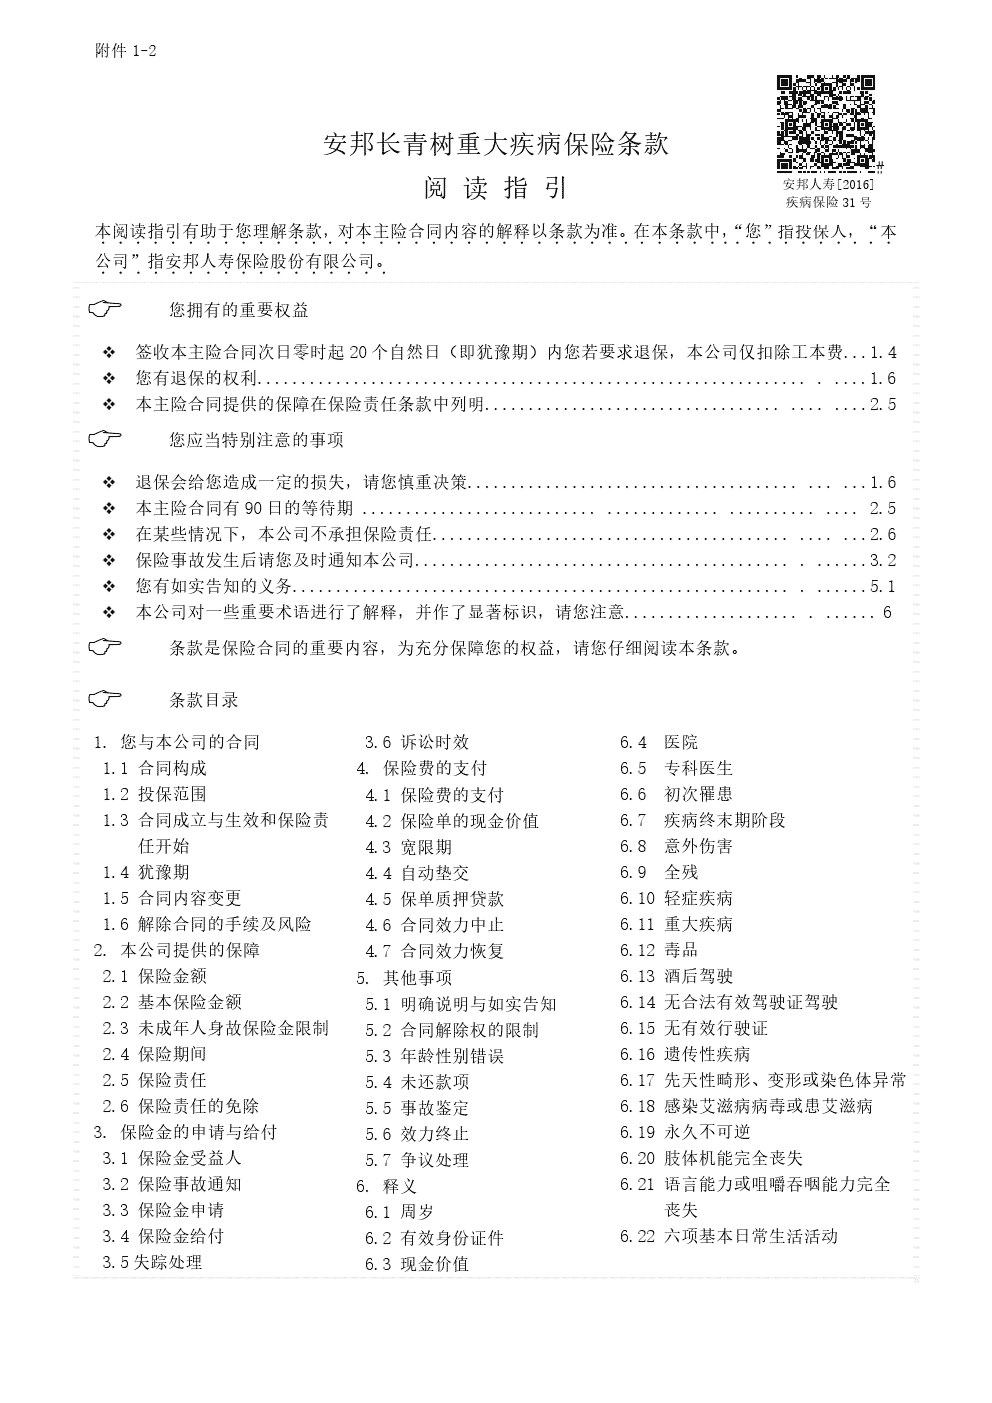 附件 1-2
安邦长青树重大疾病保险条款
阅 读 指 引
#
安邦人寿[2016]
疾病保险 31 号
本阅读指引有助于您理解条款，对本主险合同内容的解释以条款为准。在本条款中，“您”指投保人，“本
公司”指安邦人寿保险股份有限公司。
您拥有的重要权益
❖ 签收本主险合同次日零时起 20 个自然日（即犹豫期）内您若要求退保，本公司仅扣除工本费...1.4
❖ 您有退保的权利............................................................... . ....1.6
❖ 本主险合同提供的保障在保险责任条款中列明.................................. .... ....2.5
您应当特别注意的事项
❖ 退保会给您造成一定的损失，请您慎重决策...................................... ... ...1.6
❖ 本主险合同有 90 日的等待期 ........................ ............. .......... .... 2.5
❖ 在某些情况下，本公司不承担保险责任......................................... .... ...2.6
❖ 保险事故发生后请您及时通知本公司........................................... . ......3.2
❖ 您有如实告知的义务......................................................... . ......5.1
❖ 本公司对一些重要术语进行了解释，并作了显著标识，请您注意.................... . ...... 6
条款是保险合同的重要内容，为充分保障您的权益，请您仔细阅读本条款。
条款目录
1. 您与本公司的合同
1.1 合同构成
1.2 投保范围
1.3 合同成立与生效和保险责
任开始
1.4 犹豫期
1.5 合同内容变更
1.6 解除合同的手续及风险
2. 本公司提供的保障
2.1 保险金额
2.2 基本保险金额
2.3 未成年人身故保险金限制
2.4 保险期间
2.5 保险责任
2.6 保险责任的免除
3. 保险金的申请与给付
3.1 保险金受益人
3.2 保险事故通知
3.3 保险金申请
3.4 保险金给付
3.5失踪处理
3.6 诉讼时效
4. 保险费的支付
4.1 保险费的支付
4.2 保险单的现金价值
4.3 宽限期
4.4 自动垫交
4.5 保单质押贷款
4.6 合同效力中止
4.7 合同效力恢复
5. 其他事项
5.1 明确说明与如实告知
5.2 合同解除权的限制
5.3 年龄性别错误
5.4 未还款项
5.5 事故鉴定
5.6 效力终止
5.7 争议处理
6. 释义
6.1 周岁
6.2 有效身份证件
6.3 现金价值
6.4 医院
6.5 专科医生
6.6 初次罹患
6.7 疾病终末期阶段
6.8 意外伤害
6.9 全残
6.10 轻症疾病
6.11 重大疾病
6.12 毒品
6.13 酒后驾驶
6.14 无合法有效驾驶证驾驶
6.15 无有效行驶证
6.16 遗传性疾病
6.17 先天性畸形、变形或染色体异常
6.18 感染艾滋病病毒或患艾滋病
6.19 永久不可逆
6.20 肢体机能完全丧失
6.21 语言能力或咀嚼吞咽能力完全
丧失
6.22 六项基本日常生活活动